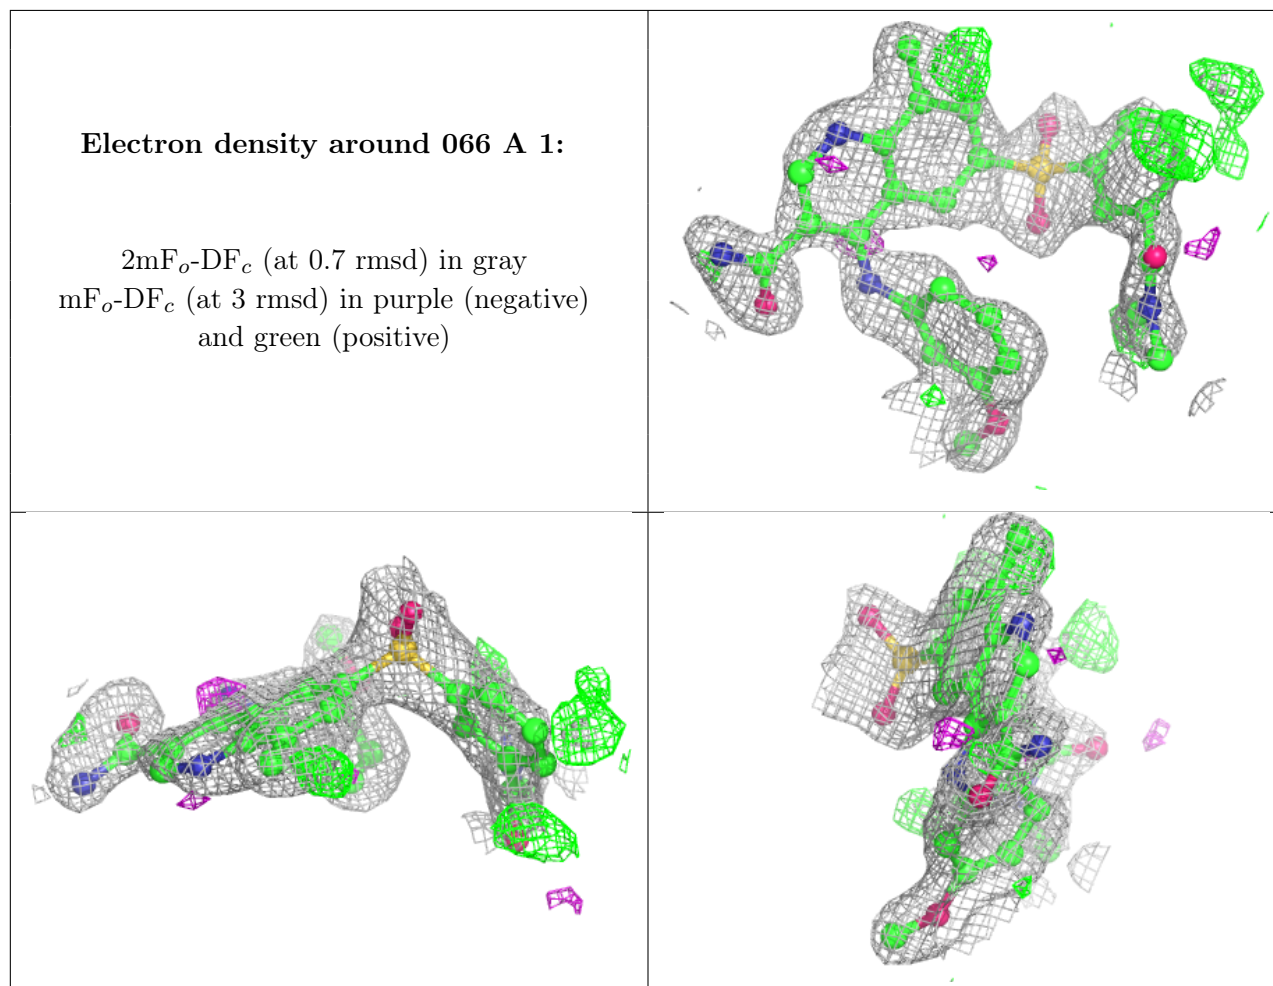 Electron density around 066 A 1:
2mFo-DFc (at 0.7 rmsd) in gray
mFo-DFc (at 3 rmsd) in purple (negative)
and green (positive)